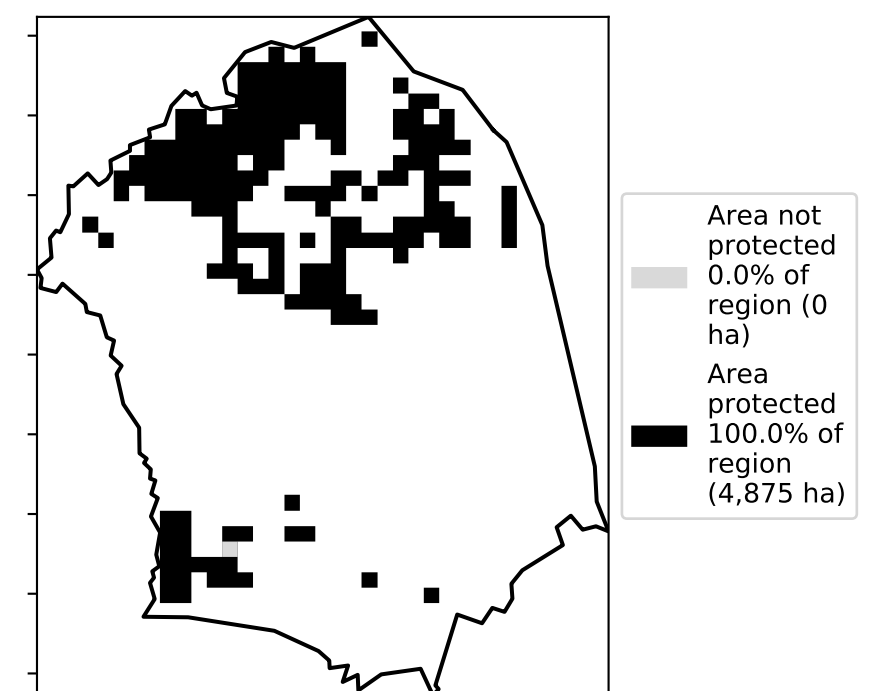 Area not
protected
0.0% of
region (0
ha)
Area
protected
100.0% of
region
(4,875 ha)